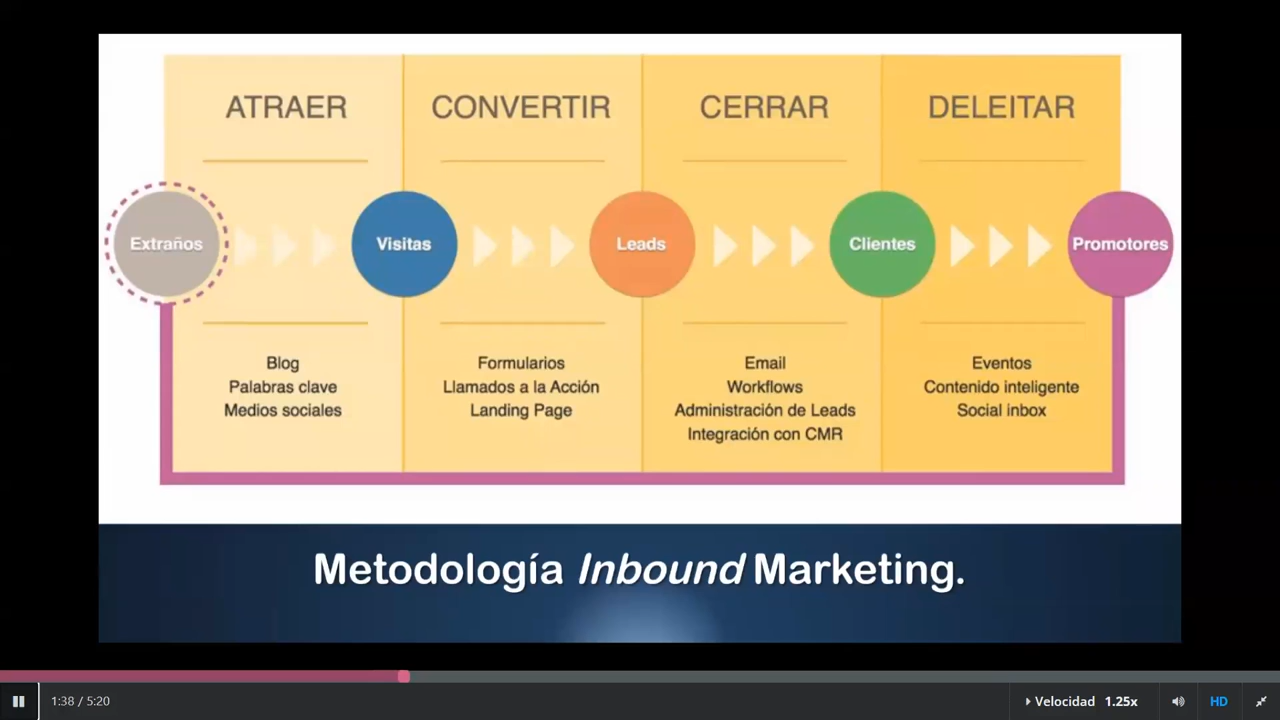 ATRAER
CONVERTIR
CERRAR
DELEITAR
Extraños
Visitas
Leads
Clientes
Promotores
Blog
Palabras clave
Medios sociales
Formularios
Llamados a la Acción
Landing Page
Email
Workflows
Administración de Leads
Integración con CMR
Eventos
Contenido inteligente
Social inbox
Metodología Inbound Marketing.
1:38 / 5:20
Velocidad 1.25x
HD